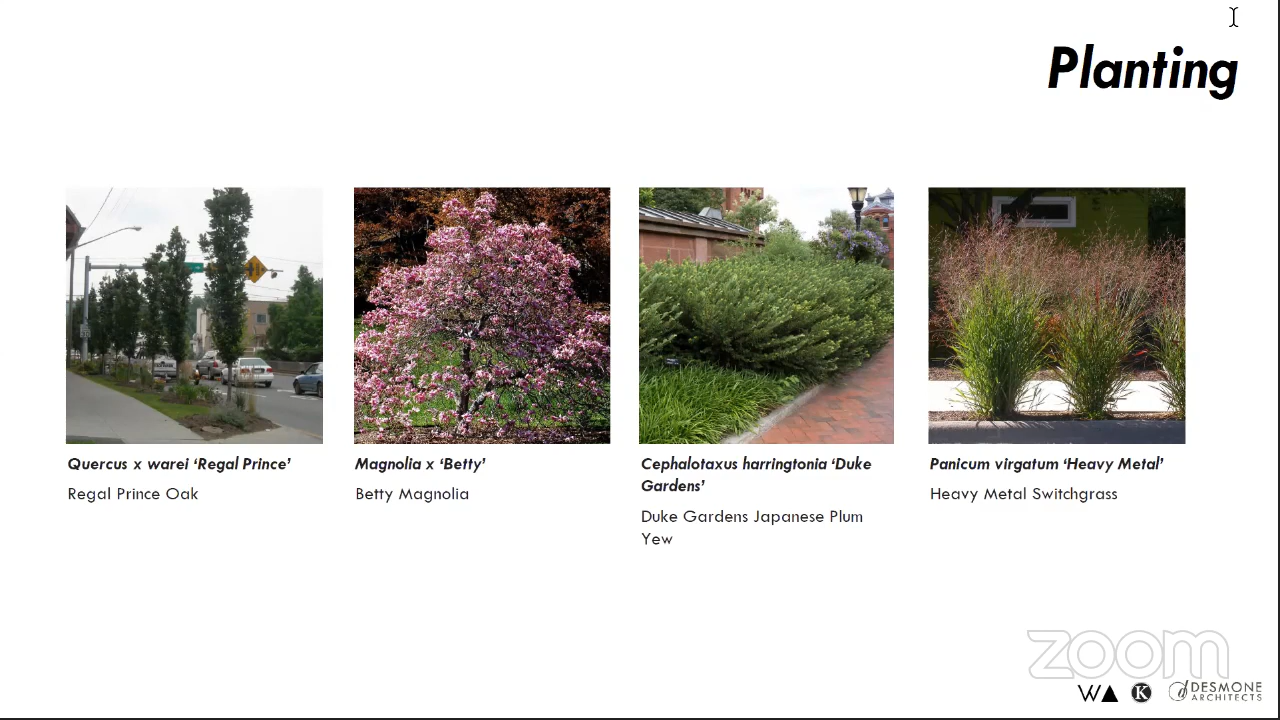 Planting
Quercus x warei ‘Regal Prince’
Regal Prince Oak
Magnolia x ‘Betty’
Betty Magnolia
Cephalotaxus harringtonia ‘Duke
Gardens’
Duke Gardens Japanese Plum
Yew
Panicum virgatum ‘Heavy Metal’
Heavy Metal Switchgrass
zoom
K
d DESMONE
ARCHITECTS